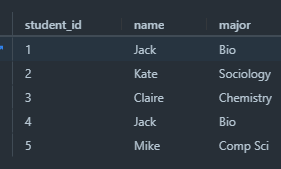 student_id name major
1 Jack Bio
2 Kate Sociology
3 Claire Chemistry
4 Jack Bio
5 Mike Comp Sci